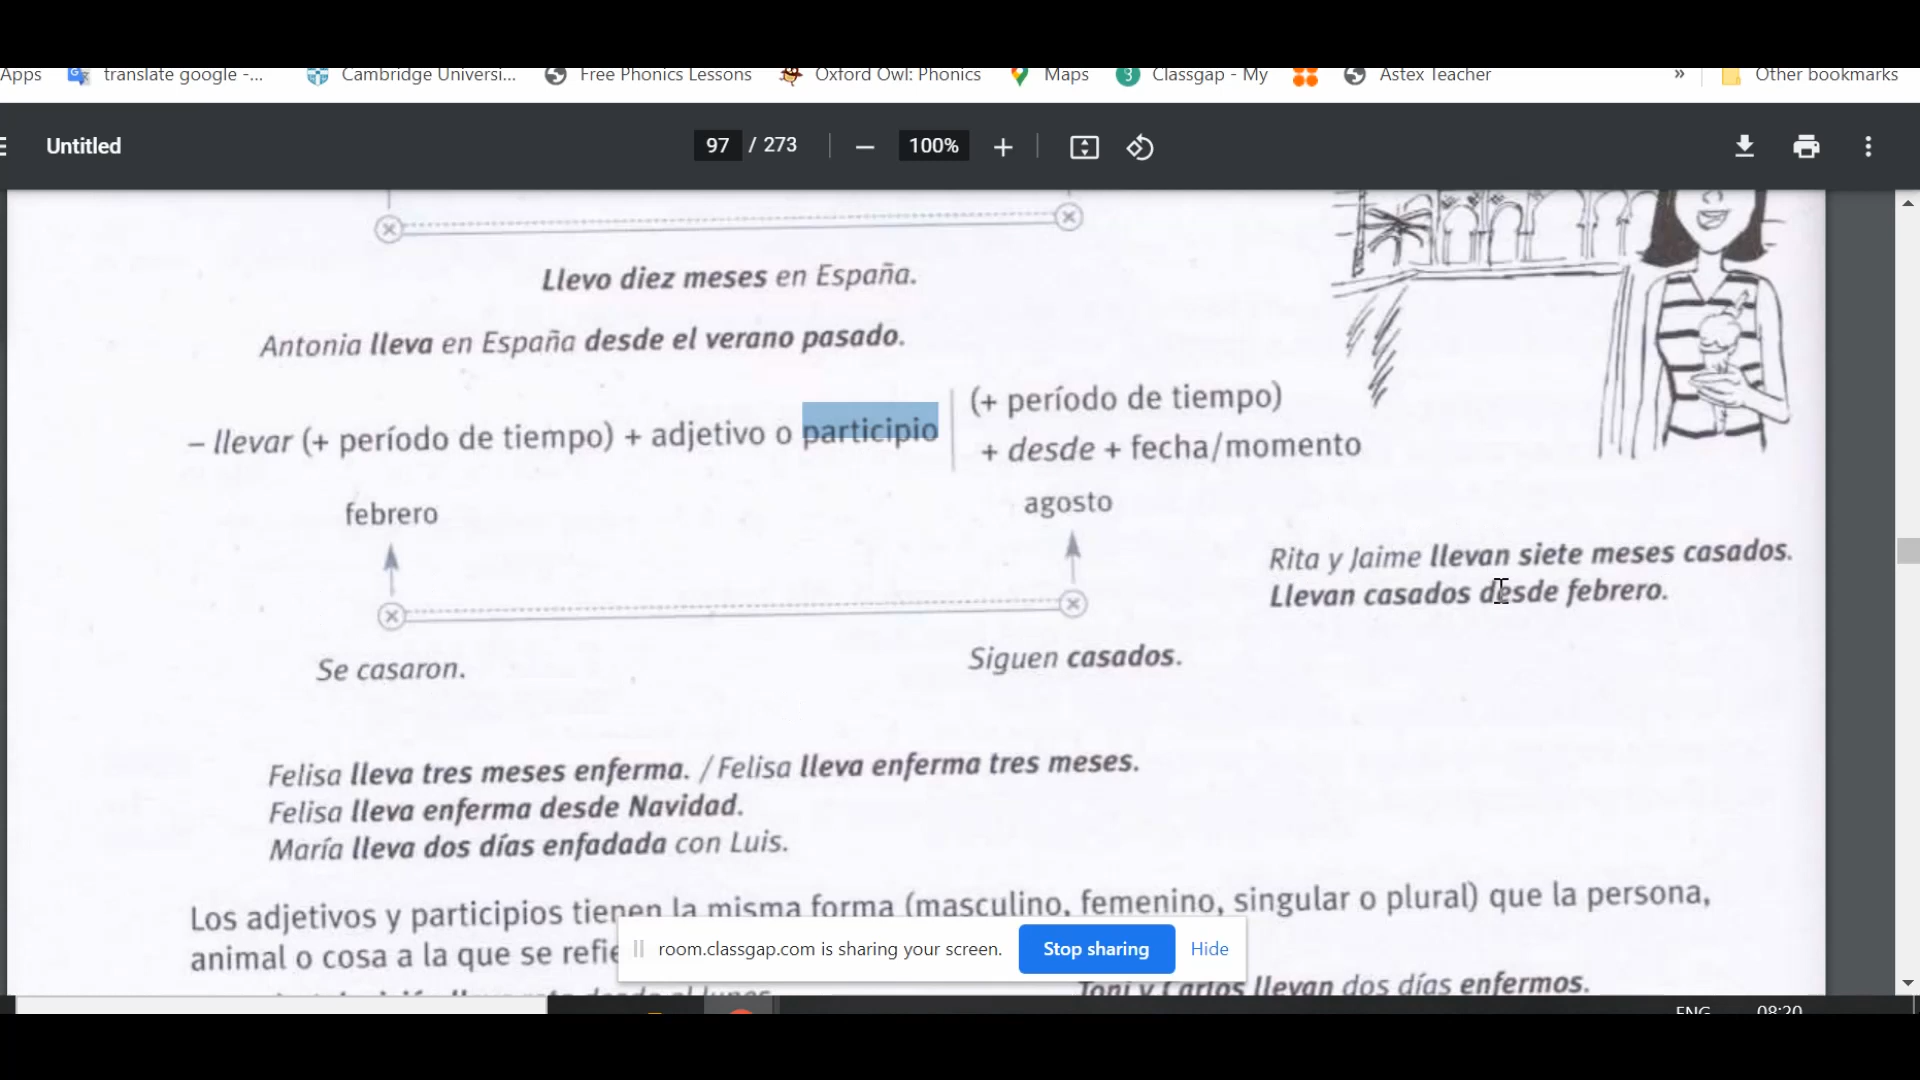 Apps translate google -... Cambridge Universi... Free Phonics Lessons Oxford Owl: Phonics Maps Classgap - My Astex Teacher » Other bookmarks
Untitled 97 / 273 − 100% +
Llevo diez meses en España.
Antonia lleva en España desde el verano pasado.
(+ período de tiempo)
– llevar (+ período de tiempo) + adjetivo o participio
+ desde + fecha/momento
febrero
agosto
Rita y Jaime llevan siete meses casados.
Llevan casados desde febrero.
Se casaron.
Siguen casados.
Felisa lleva tres meses enferma. / Felisa lleva enferma tres meses.
Felisa lleva enferma desde Navidad.
María lleva dos días enfadada con Luis.
Los adjetivos y participios tienen la misma forma (masculino, femenino, singular o plural) que la persona,
animal o cosa a la que se refie
room.classgap.com is sharing your screen. Stop sharing Hide
Toni y Carlos llevan dos días enfermos.
ENG 08:20